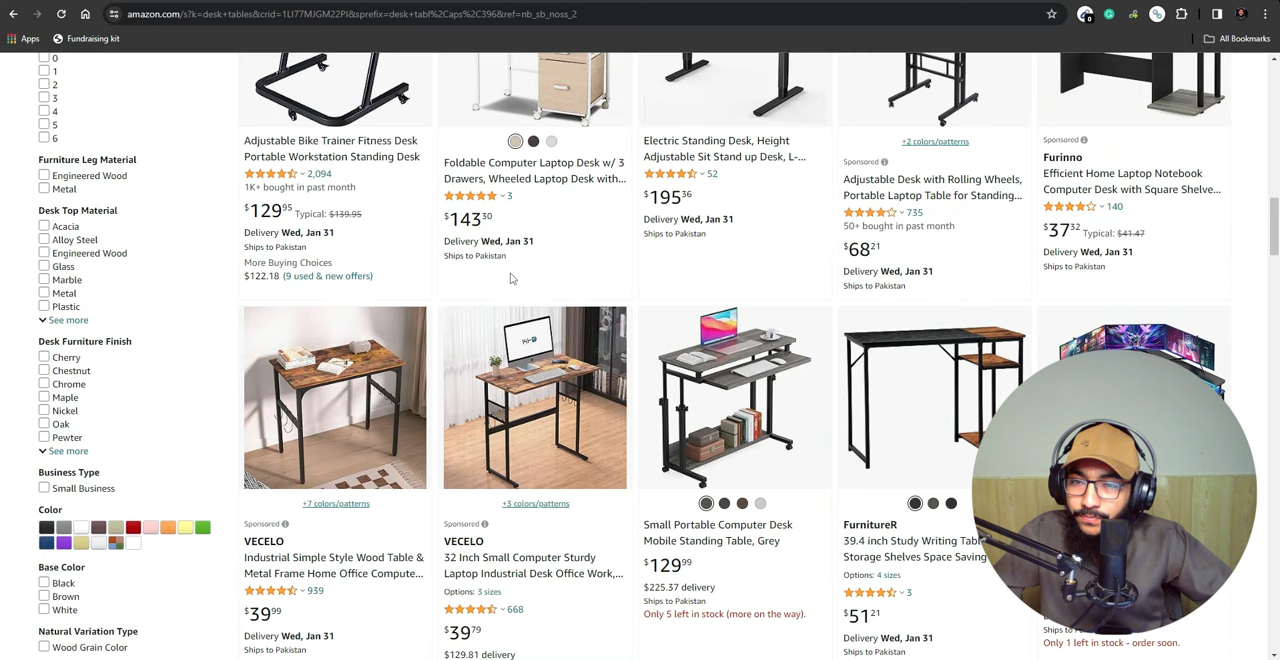 amazon.com/s?k=desk+tables&crid=1LI77MJGM22PI&sprefix=desk+tabl%2Caps%2C396&ref=nb_sb_noss_2
Apps
Fundraising kit
All Bookmarks
0
1
2
3
4
5
6
Furniture Leg Material
Engineered Wood
Metal
Desk Top Material
Acacia
Alloy Steel
Engineered Wood
Glass
Marble
Metal
Plastic
See more
Desk Furniture Finish
Cherry
Chestnut
Chrome
Maple
Nickel
Oak
Pewter
See more
Business Type
Small Business
Color
Base Color
Black
Brown
White
Natural Variation Type
Wood Grain Color
Adjustable Bike Trainer Fitness Desk
Portable Workstation Standing Desk
2,094
1K+ bought in past month
$129.95 Typical: $139.95
Delivery Wed, Jan 31
Ships to Pakistan
More Buying Choices
$122.18 (9 used & new offers)
Foldable Computer Laptop Desk w/ 3
Drawers, Wheeled Laptop Desk with...
3
$143.30
Delivery Wed, Jan 31
Ships to Pakistan
Electric Standing Desk, Height
Adjustable Sit Stand up Desk, L-...
52
$195.36
Delivery Wed, Jan 31
Ships to Pakistan
+2 colors/patterns
Sponsored
Adjustable Desk with Rolling Wheels,
Portable Laptop Table for Standing...
735
50+ bought in past month
$68.21
Delivery Wed, Jan 31
Ships to Pakistan
Sponsored
Furinno
Efficient Home Laptop Notebook
Computer Desk with Square Shelve...
140
$37.32 Typical: $41.47
Delivery Wed, Jan 31
Ships to Pakistan
+7 colors/patterns
Sponsored
VECELO
Industrial Simple Style Wood Table &
Metal Frame Home Office Compute...
939
$39.99
Delivery Wed, Jan 31
Ships to Pakistan
+3 colors/patterns
Sponsored
VECELO
32 Inch Small Computer Sturdy
Laptop Industrial Desk Office Work,...
Options: 3 sizes
668
$39.79
$129.81 delivery
Small Portable Computer Desk
Mobile Standing Table, Grey
$129.99
$225.37 delivery
Ships to Pakistan
Only 5 left in stock (more on the way).
FurnitureR
39.4 inch Study Writing
Storage Shelves Space Saving
Options: 4 sizes
3
$51.21
Delivery Wed, Jan 31
Ships to Pakistan
Only 1 left in stock - order soon.